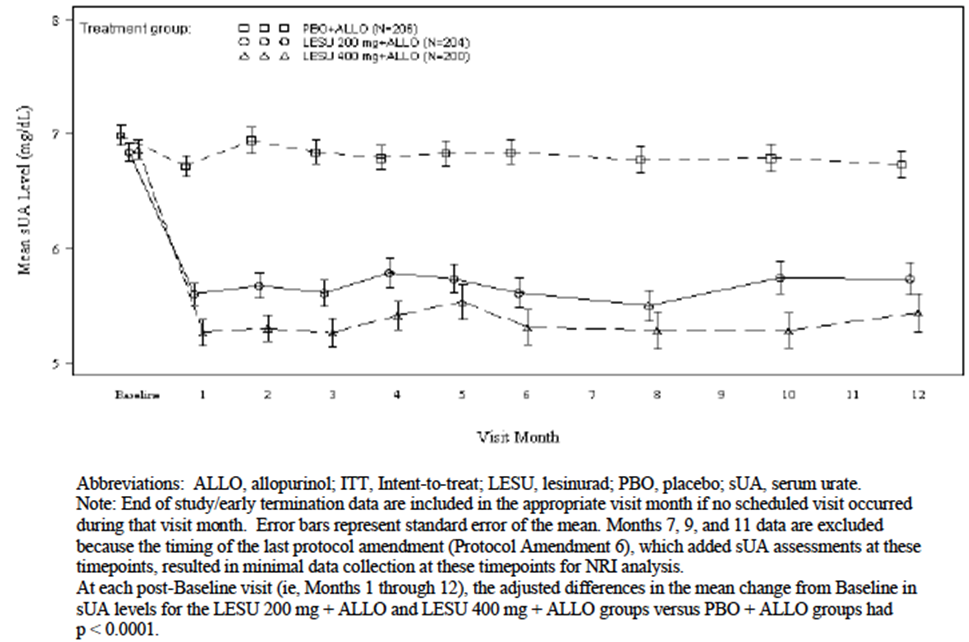 8
Treatment group:
PBO+ALLO (N=206)
LESU 200 mg+ALLO (N=204)
LESU 400 mg+ALLO (N=200)
7
6
5
Mean sUA Level (mg/dL)
Baseline 1 2 3 4 5 6 7 8 9 10 11 12
Visit Month
Abbreviations: ALLO, allopurinol; ITT, Intent-to-treat; LESU, lesinurad; PBO, placebo; sUA, serum urate.
Note: End of study/early termination data are included in the appropriate visit month if no scheduled visit occurred
during that visit month. Error bars represent standard error of the mean. Months 7, 9, and 11 data are excluded
because the timing of the last protocol amendment (Protocol Amendment 6), which added sUA assessments at these
timepoints, resulted in minimal data collection at these timepoints for NRI analysis.
At each post-Baseline visit (ie, Months 1 through 12), the adjusted differences in the mean change from Baseline in
sUA levels for the LESU 200 mg + ALLO and LESU 400 mg + ALLO groups versus PBO + ALLO groups had
p < 0.0001.